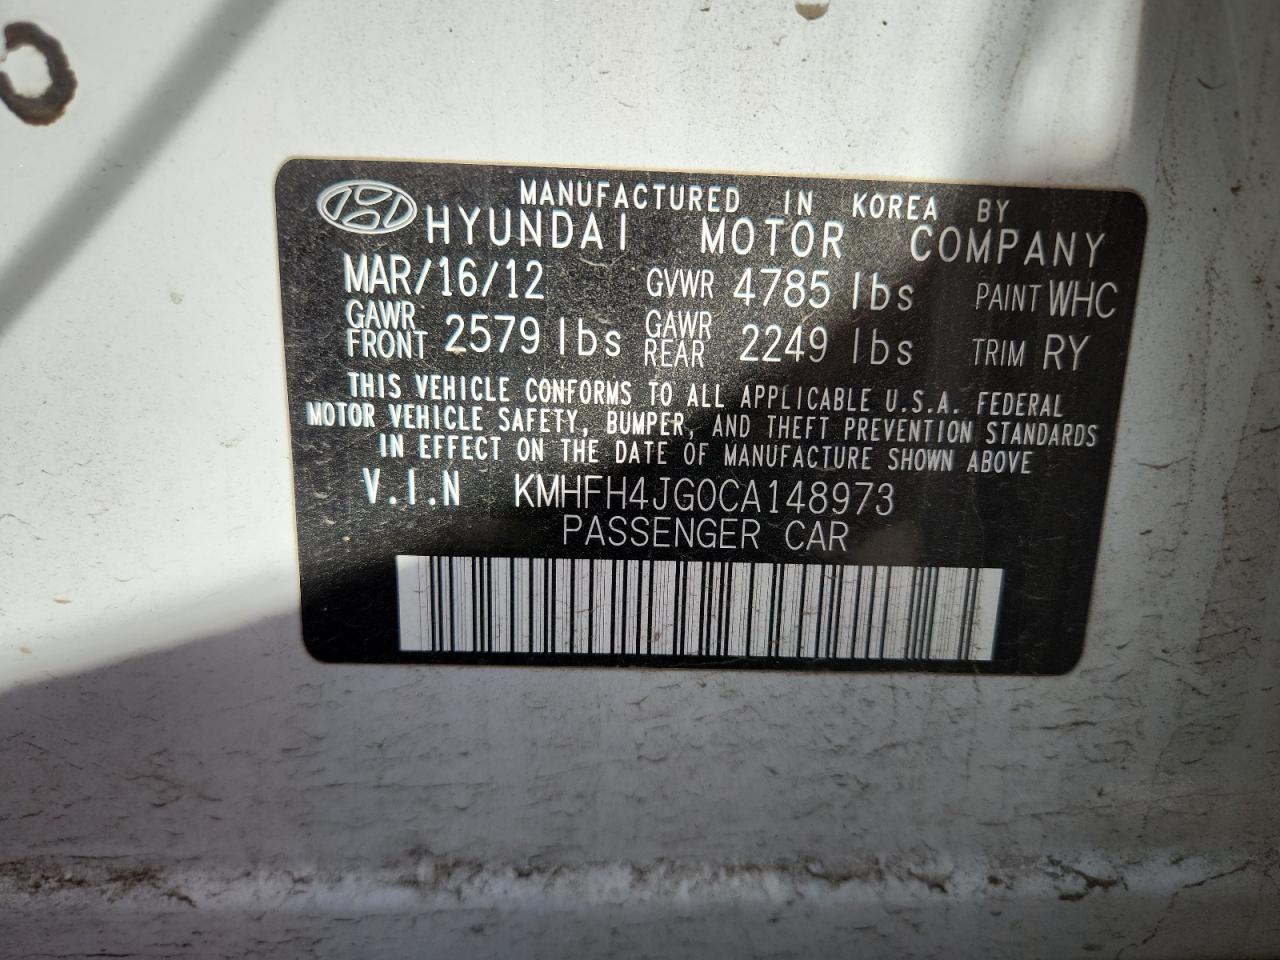 MANUFACTURED IN KOREA BY
HYUNDAI MOTOR COMPANY
MAR/16/12 GVWR 4785 lbs PAINT WHC
GAWR FRONT 2579 lbs GAWR REAR 2249 lbs TRIM RY
THIS VEHICLE CONFORMS TO ALL APPLICABLE U.S.A. FEDERAL
MOTOR VEHICLE SAFETY, BUMPER, AND THEFT PREVENTION STANDARDS
IN EFFECT ON THE DATE OF MANUFACTURE SHOWN ABOVE
V.I.N KMHFH4JG0CA148973
PASSENGER CAR